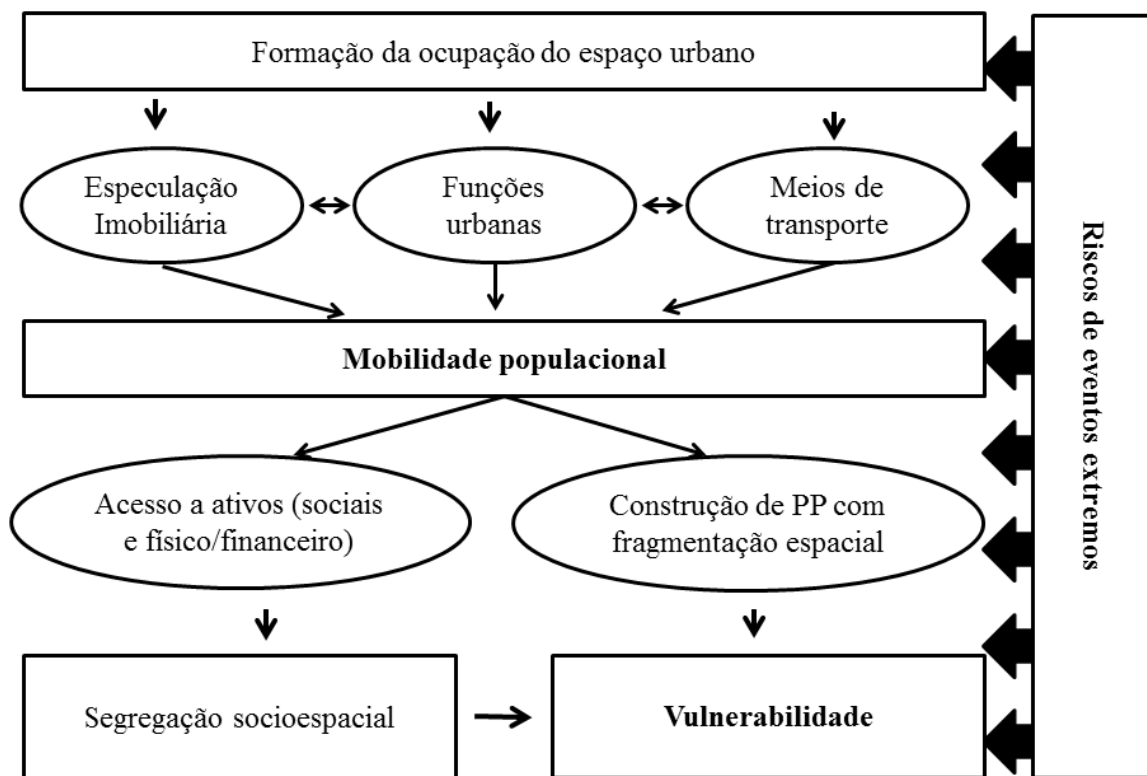 Formação da ocupação do espaço urbano
Especulação
Imobiliária
Funções
urbanas
Meios de
transporte
Mobilidade populacional
Acesso a ativos (sociais
e físico/financeiro)
Construção de PP com
fragmentação espacial
Segregação socioespacial
Vulnerabilidade
Riscos de eventos extremos